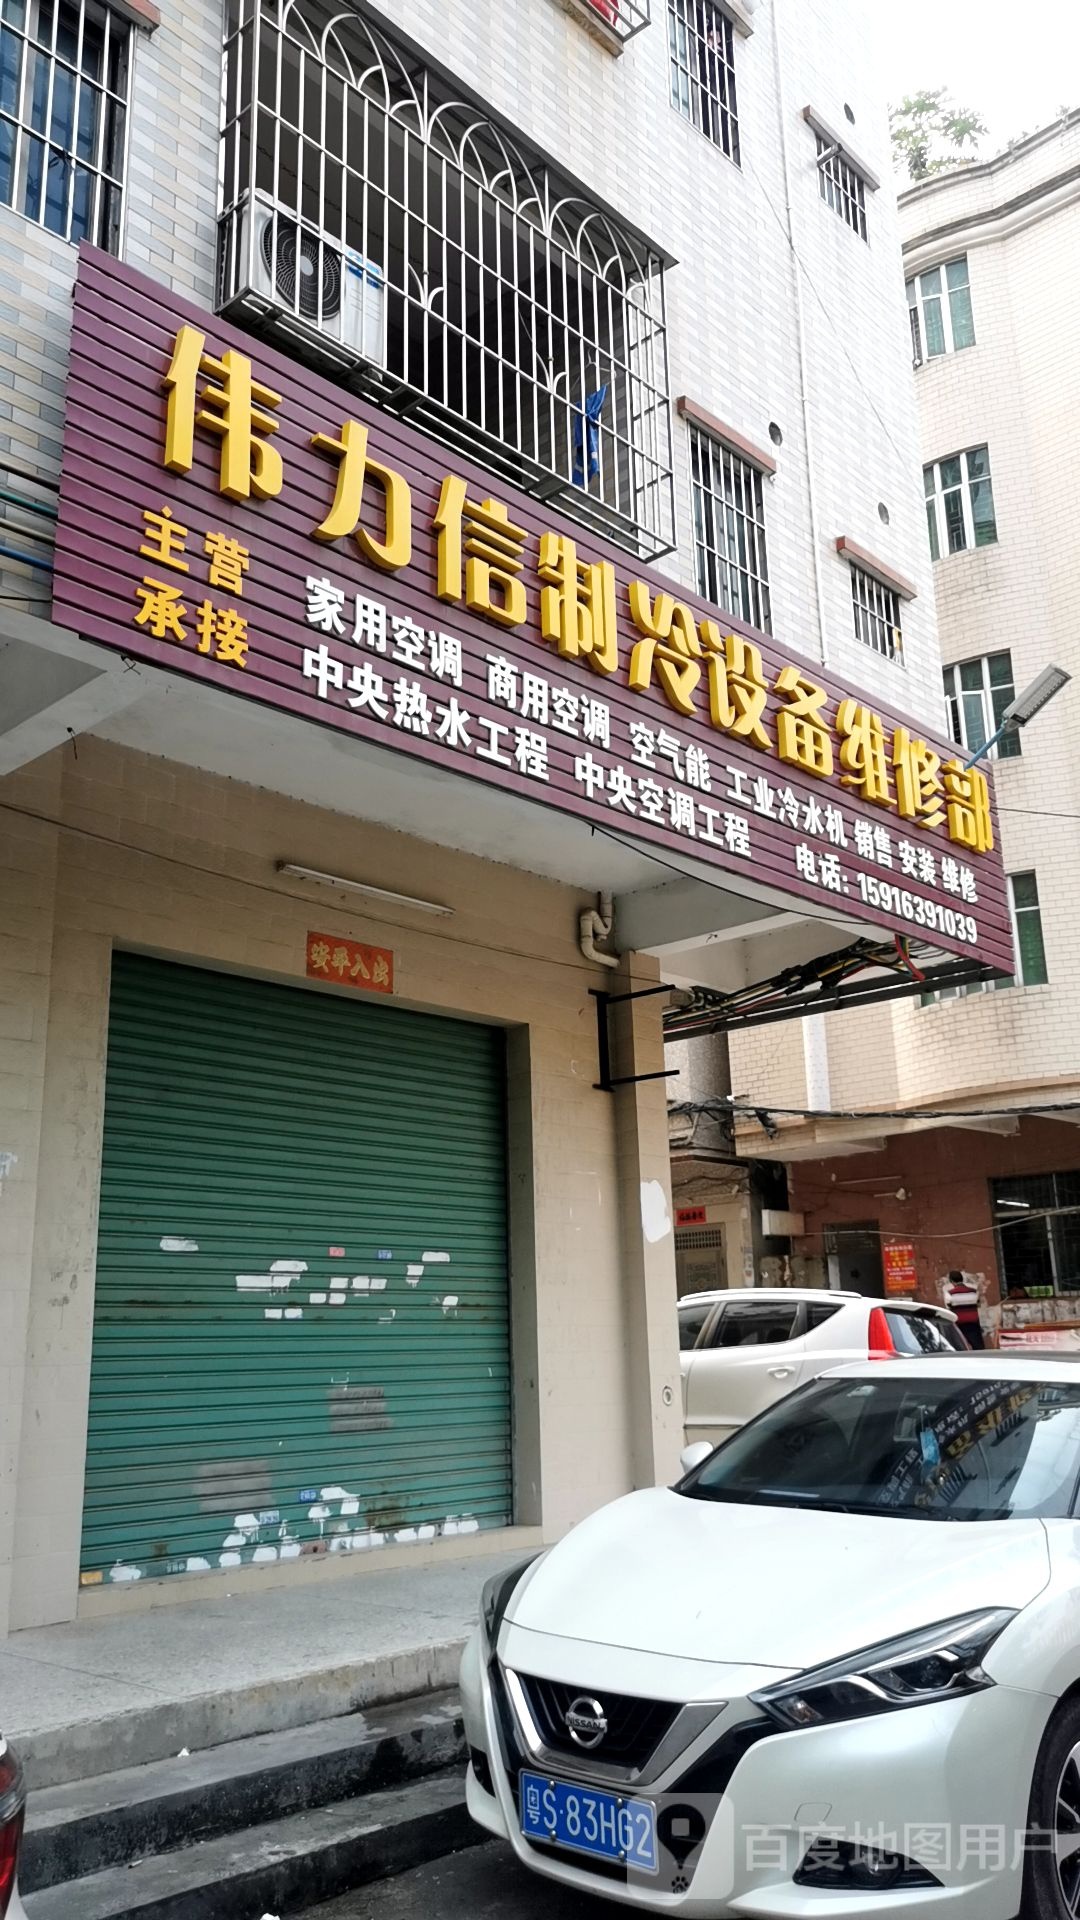 伟力信制冷设备维修部
主营 家用空调 商用空调 空气能 工业冷水机 销售 安装 维修
承接 中央热水工程 中央空调工程 电话: 15916391039
安平入出
NISSAN
粤S·83HG2
百度地图用户